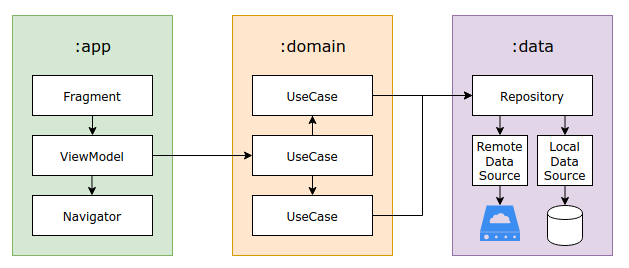 :app
Fragment
ViewModel
Navigator
:domain
UseCase
UseCase
UseCase
:data
Repository
Remote
Data
Source
Local
Data
Source